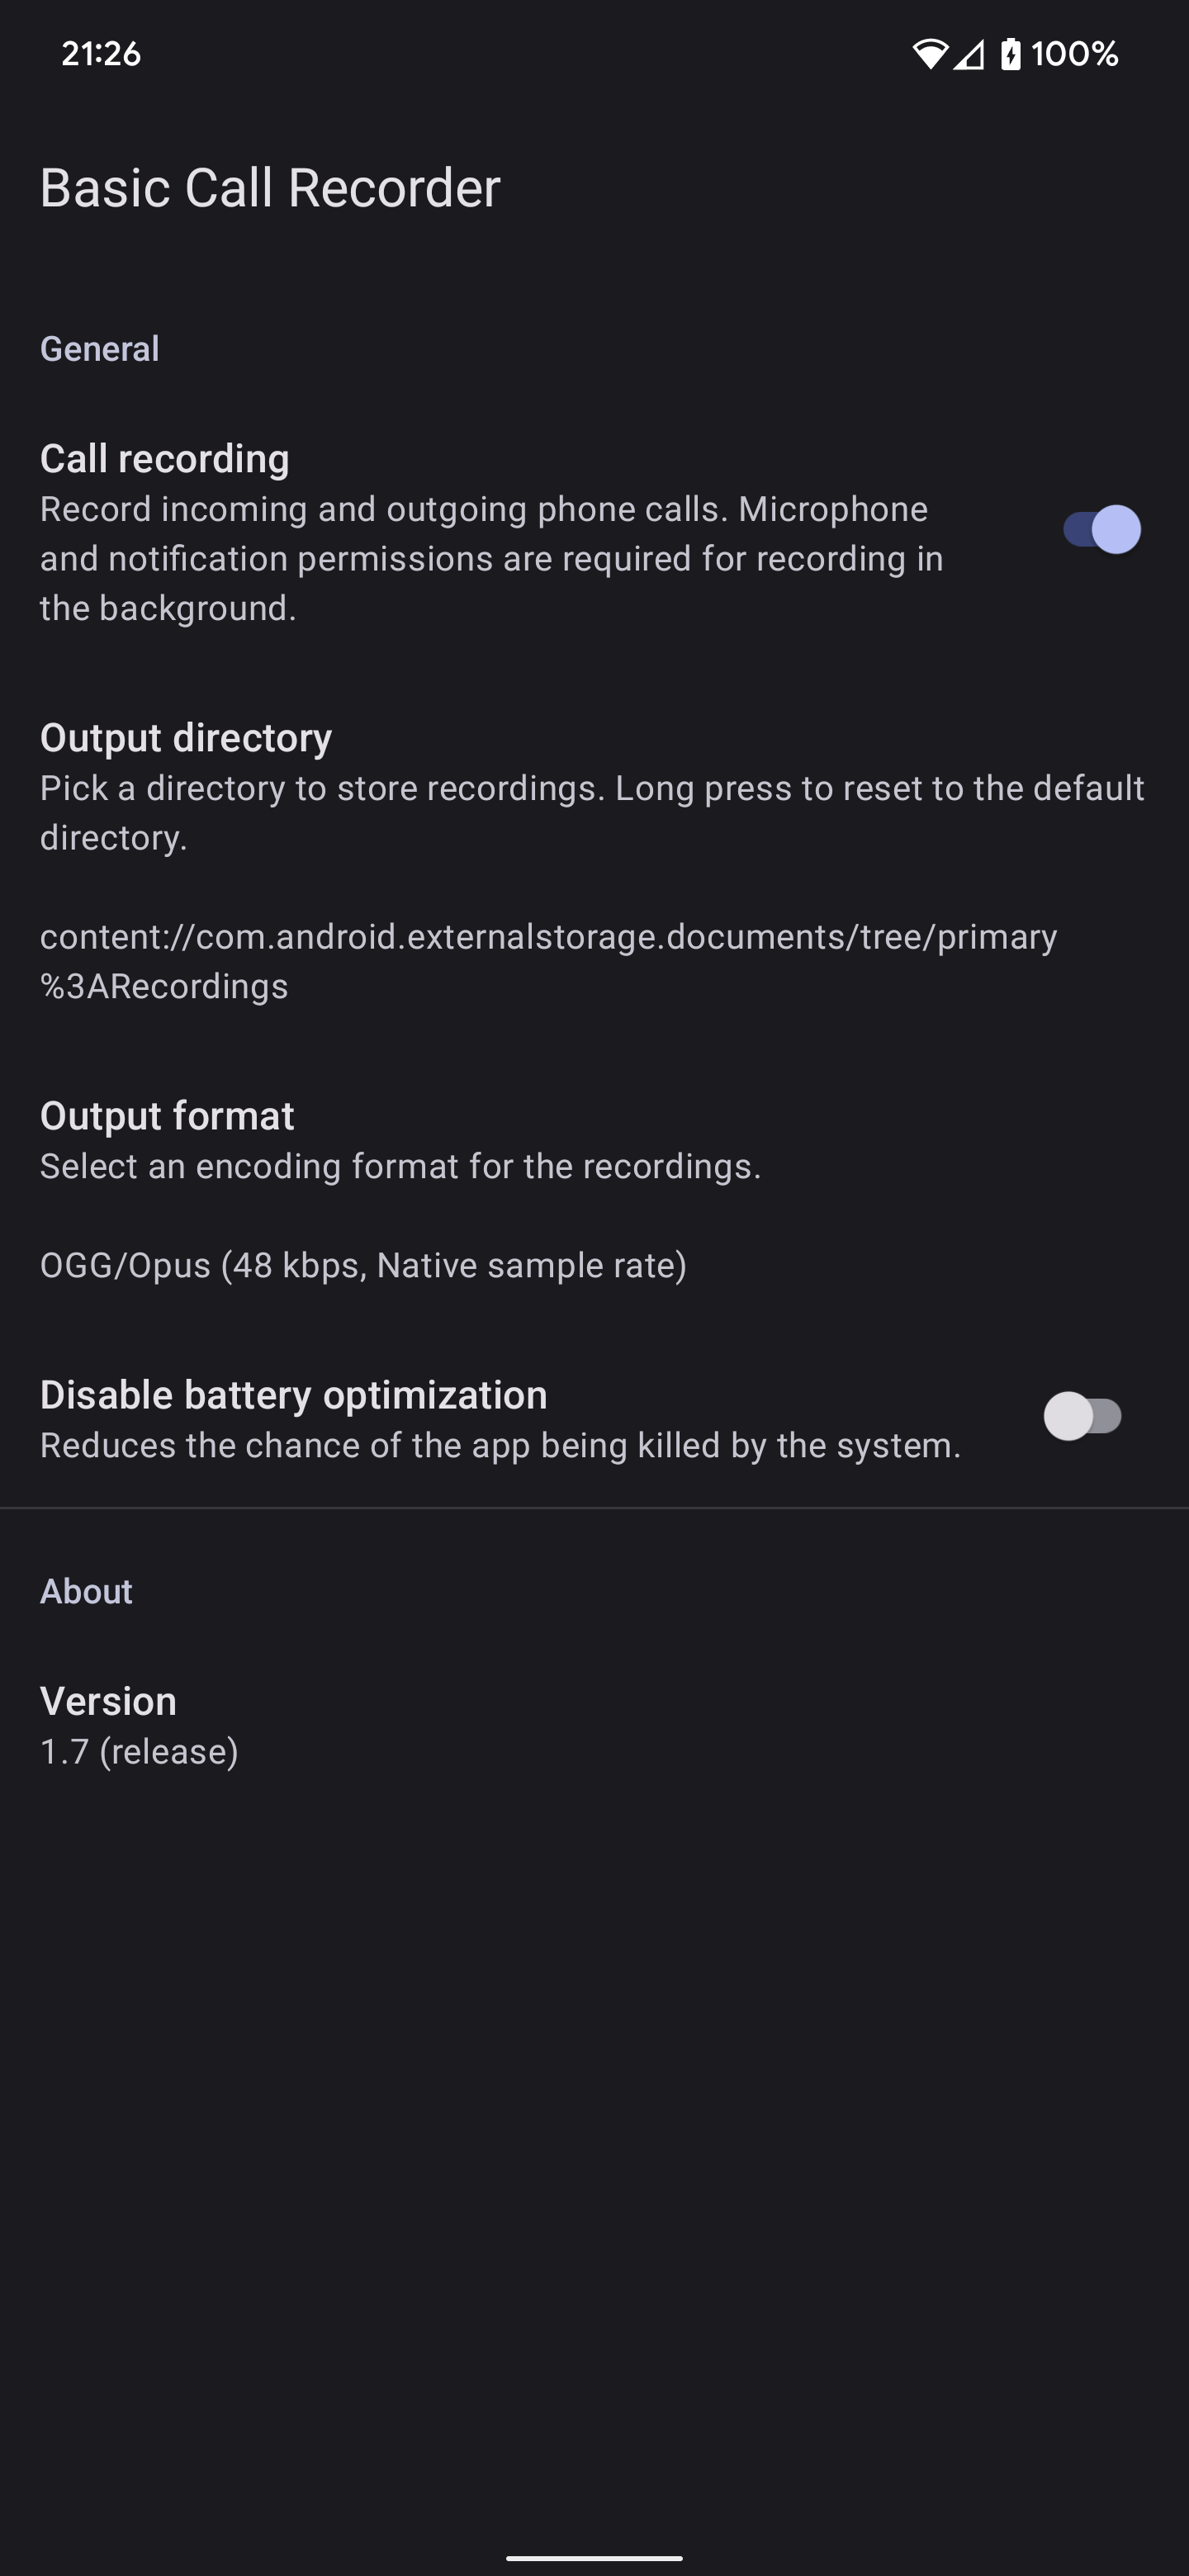 21:26
100%
Basic Call Recorder
General
Call recording
Record incoming and outgoing phone calls. Microphone
and notification permissions are required for recording in
the background.
Output directory
Pick a directory to store recordings. Long press to reset to the default
directory.
content://com.android.externalstorage.documents/tree/primary
%3ARecordings
Output format
Select an encoding format for the recordings.
OGG/Opus (48 kbps, Native sample rate)
Disable battery optimization
Reduces the chance of the app being killed by the system.
About
Version
1.7 (release)